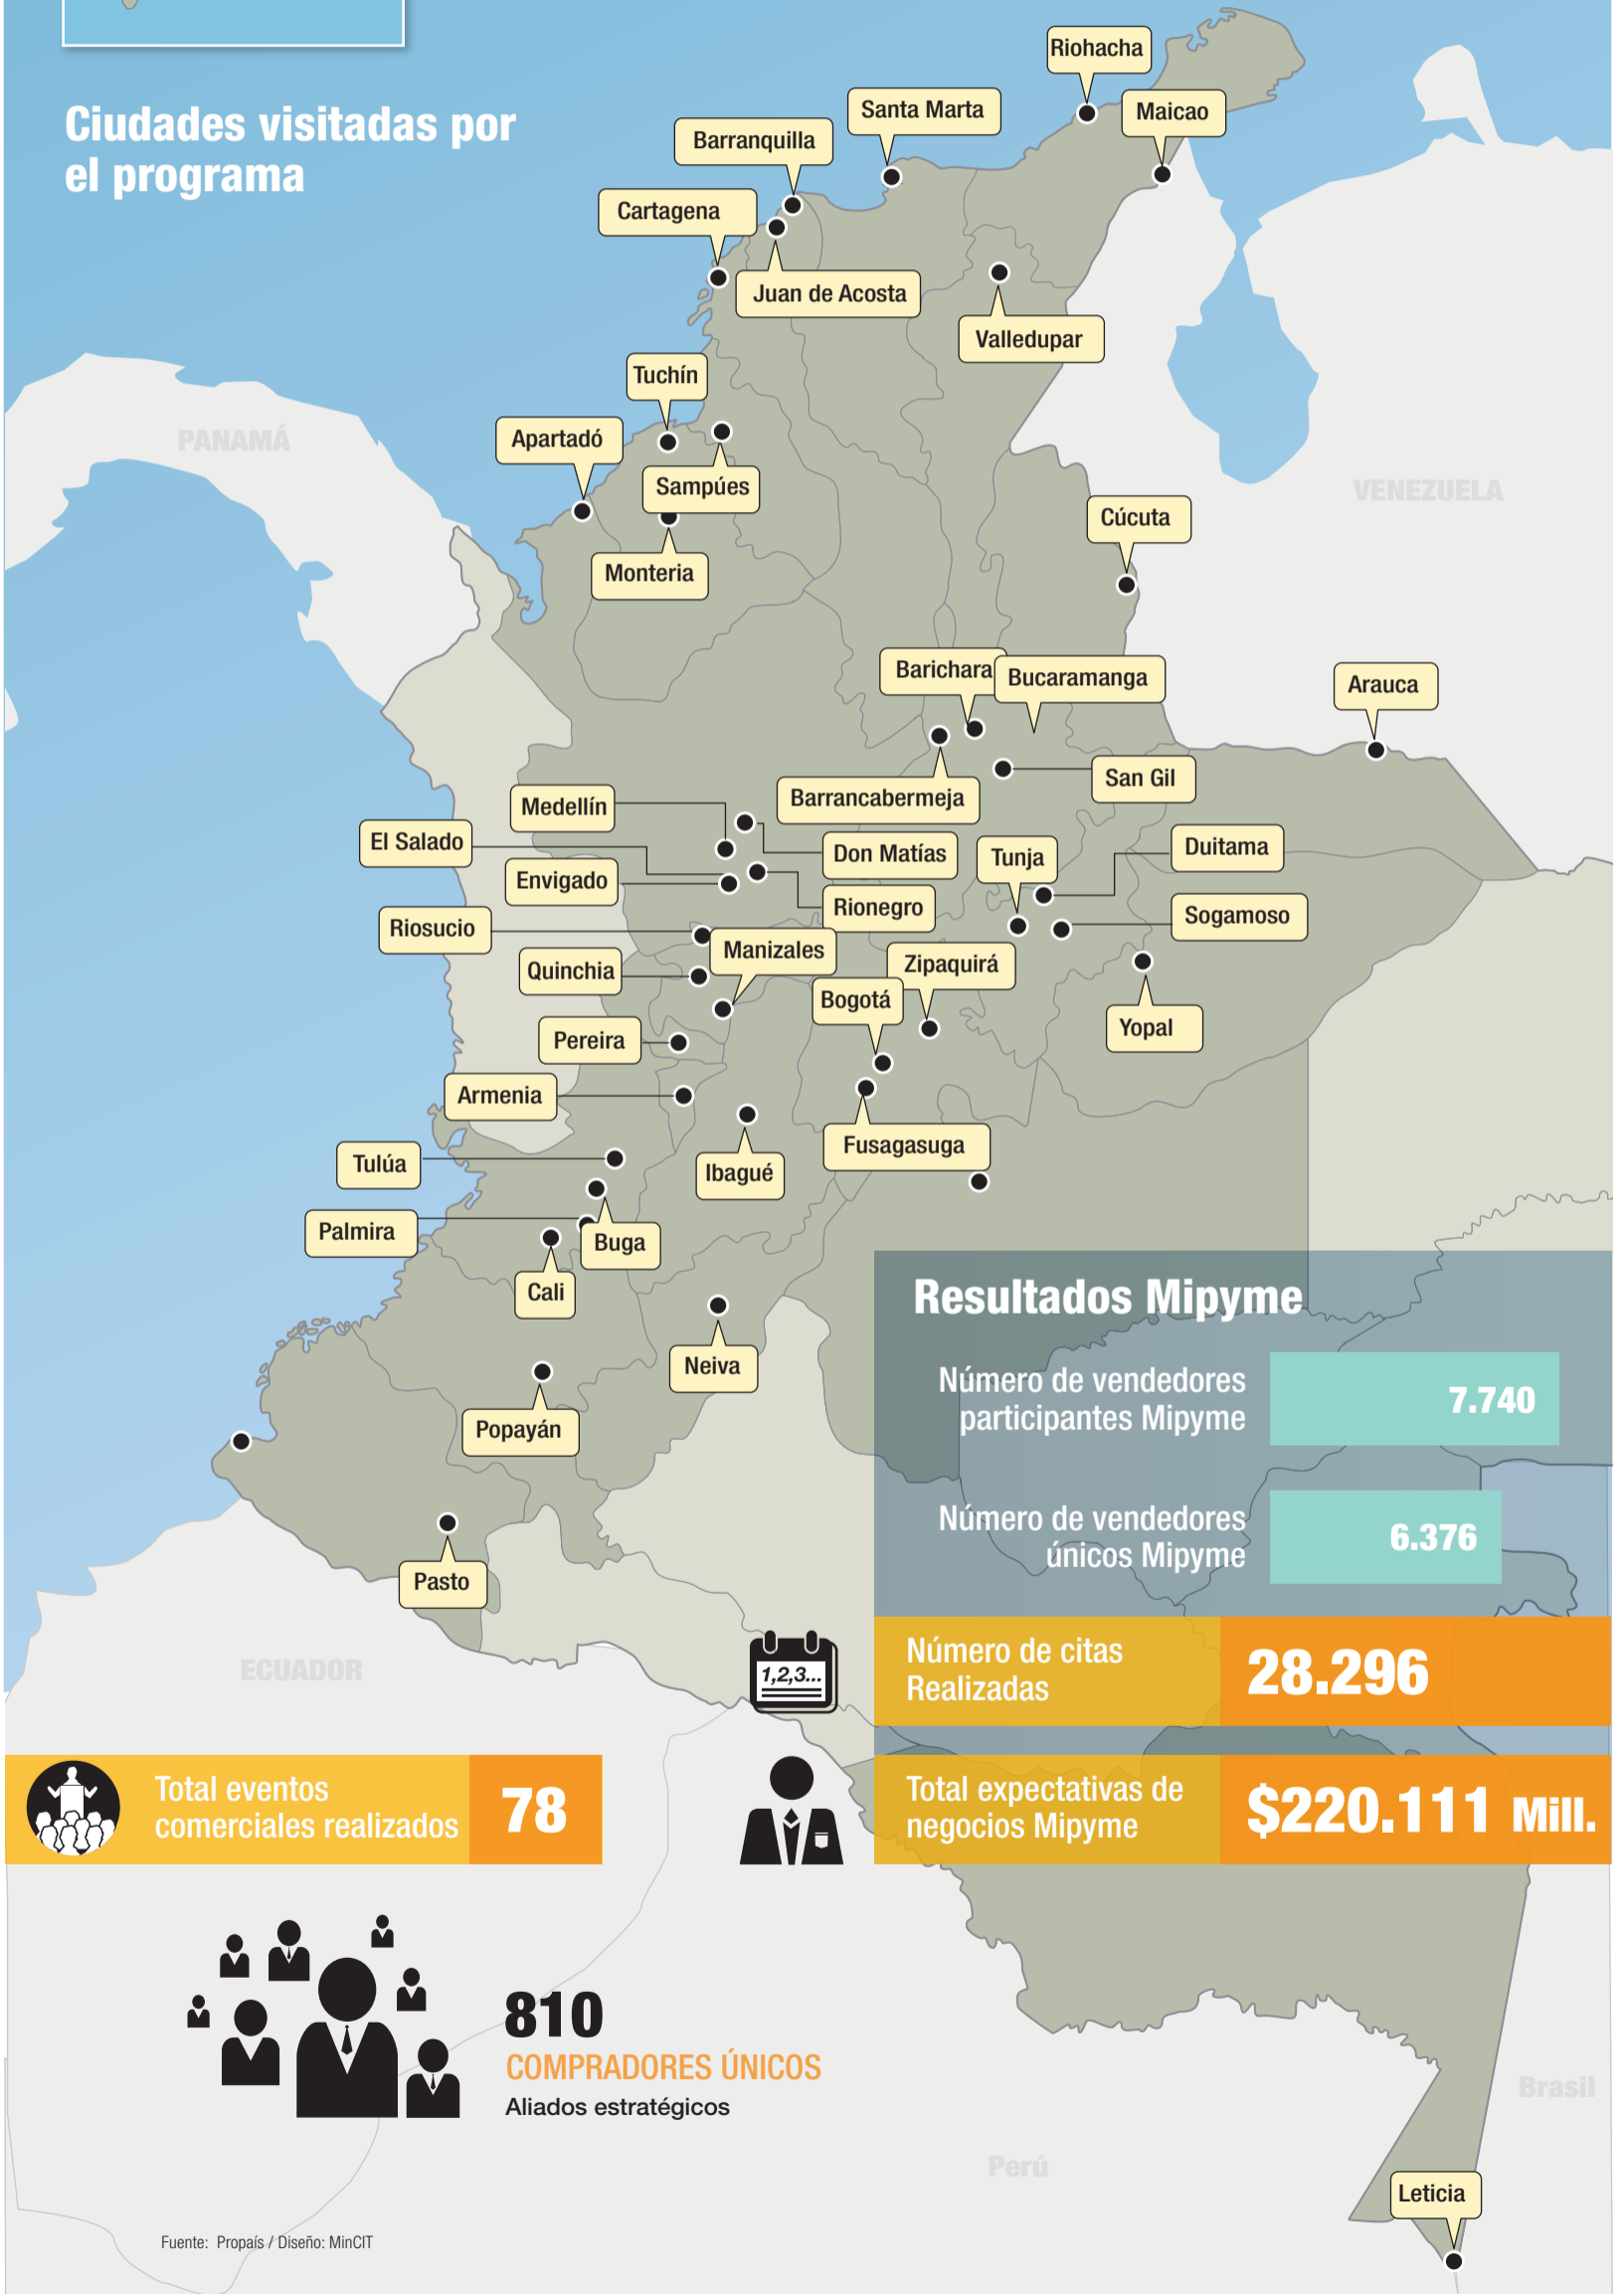 Ciudades visitadas por
el programa
Riohacha
Santa Marta
Maicao
Barranquilla
Cartagena
Juan de Acosta
Valledupar
Tuchín
Apartadó
PANAMÁ
Sampúes
VENEZUELA
Cúcuta
Monteria
Barichara
Bucaramanga
Arauca
San Gil
Barrancabermeja
Medellín
El Salado
Don Matías
Tunja
Duitama
Envigado
Rionegro
Sogamoso
Riosucio
Manizales
Zipaquirá
Quinchia
Bogotá
Yopal
Pereira
Armenia
Fusagasuga
Tulúa
Ibagué
Palmira
Buga
Cali
Neiva
Popayán
Pasto
ECUADOR
Resultados Mipyme
Número de vendedores
participantes Mipyme
7.740
Número de vendedores
únicos Mipyme
6.376
1,2,3...
Número de citas
Realizadas
28.296
Total eventos
comerciales realizados
78
Total expectativas de
negocios Mipyme
$220.111 Mill.
810
COMPRADORES ÚNICOS
Aliados estratégicos
Brasil
Perú
Leticia
Fuente: Propaís / Diseño: MinCIT